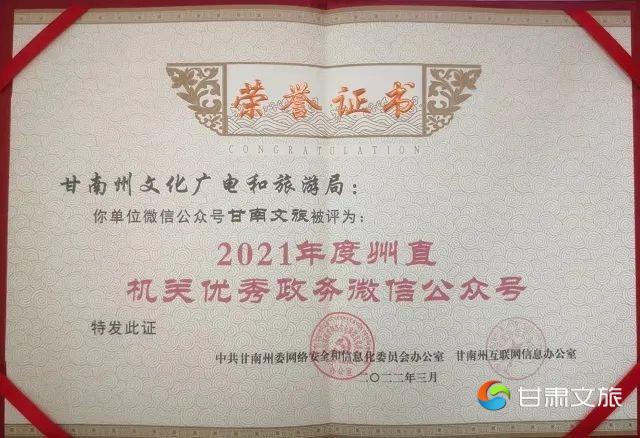 荣誉证书
CONGRATULATION
甘南州文化广电和旅游局：
你单位微信公众号甘南文旅被评为：
2021年度州直
机关优秀政务微信公众号
特发此证
中共甘南州委网络安全和信息化委员会办公室 甘南州互联网信息办公室
二〇二二年三月
甘肃文旅